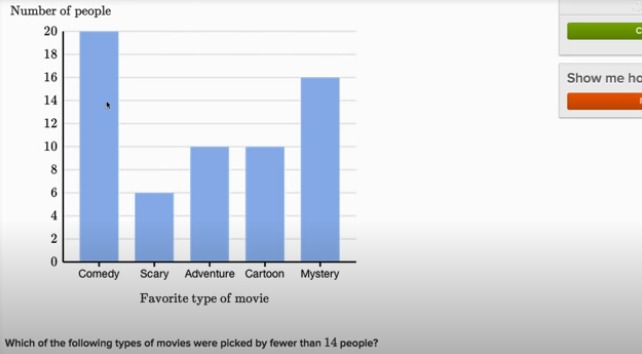 Number of people
20
18
16
14
12
10
8
6
4
2
0
Comedy Scary Adventure Cartoon Mystery
Favorite type of movie
Show me ho
Which of the following types of movies were picked by fewer than 14 people?